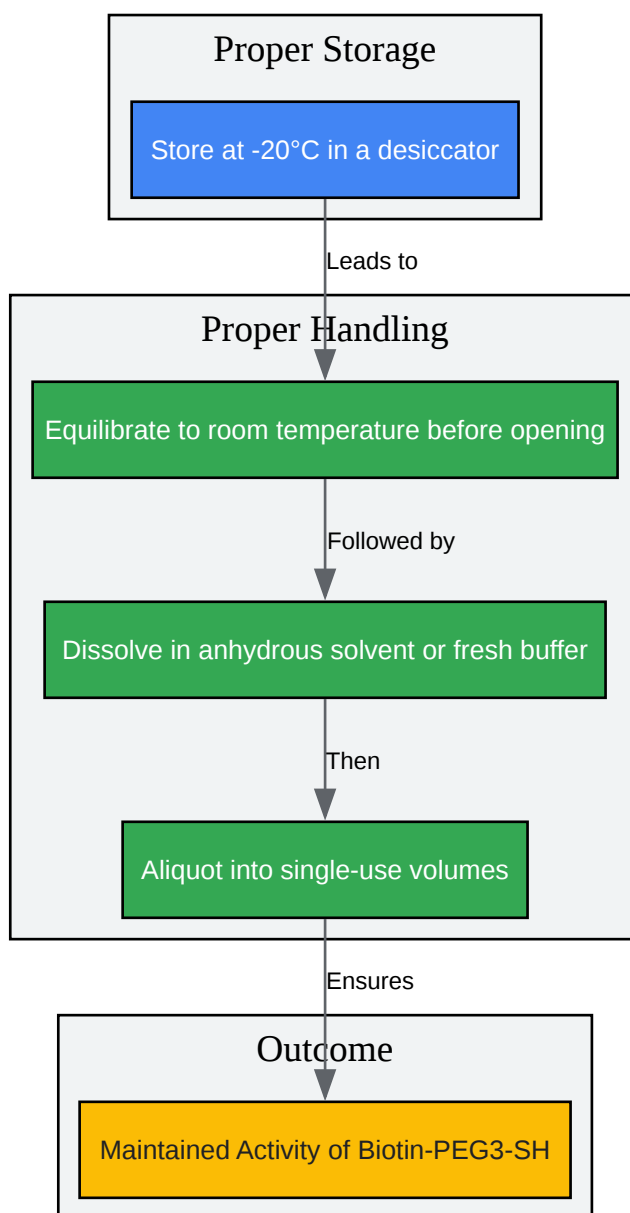 Proper Storage
Store at -20°C in a desiccator
Leads to
Proper Handling
Equilibrate to room temperature before opening
Followed by
Dissolve in anhydrous solvent or fresh buffer
Then
Aliquot into single-use volumes
Ensures
Outcome
Maintained Activity of Biotin-PEG3-SH